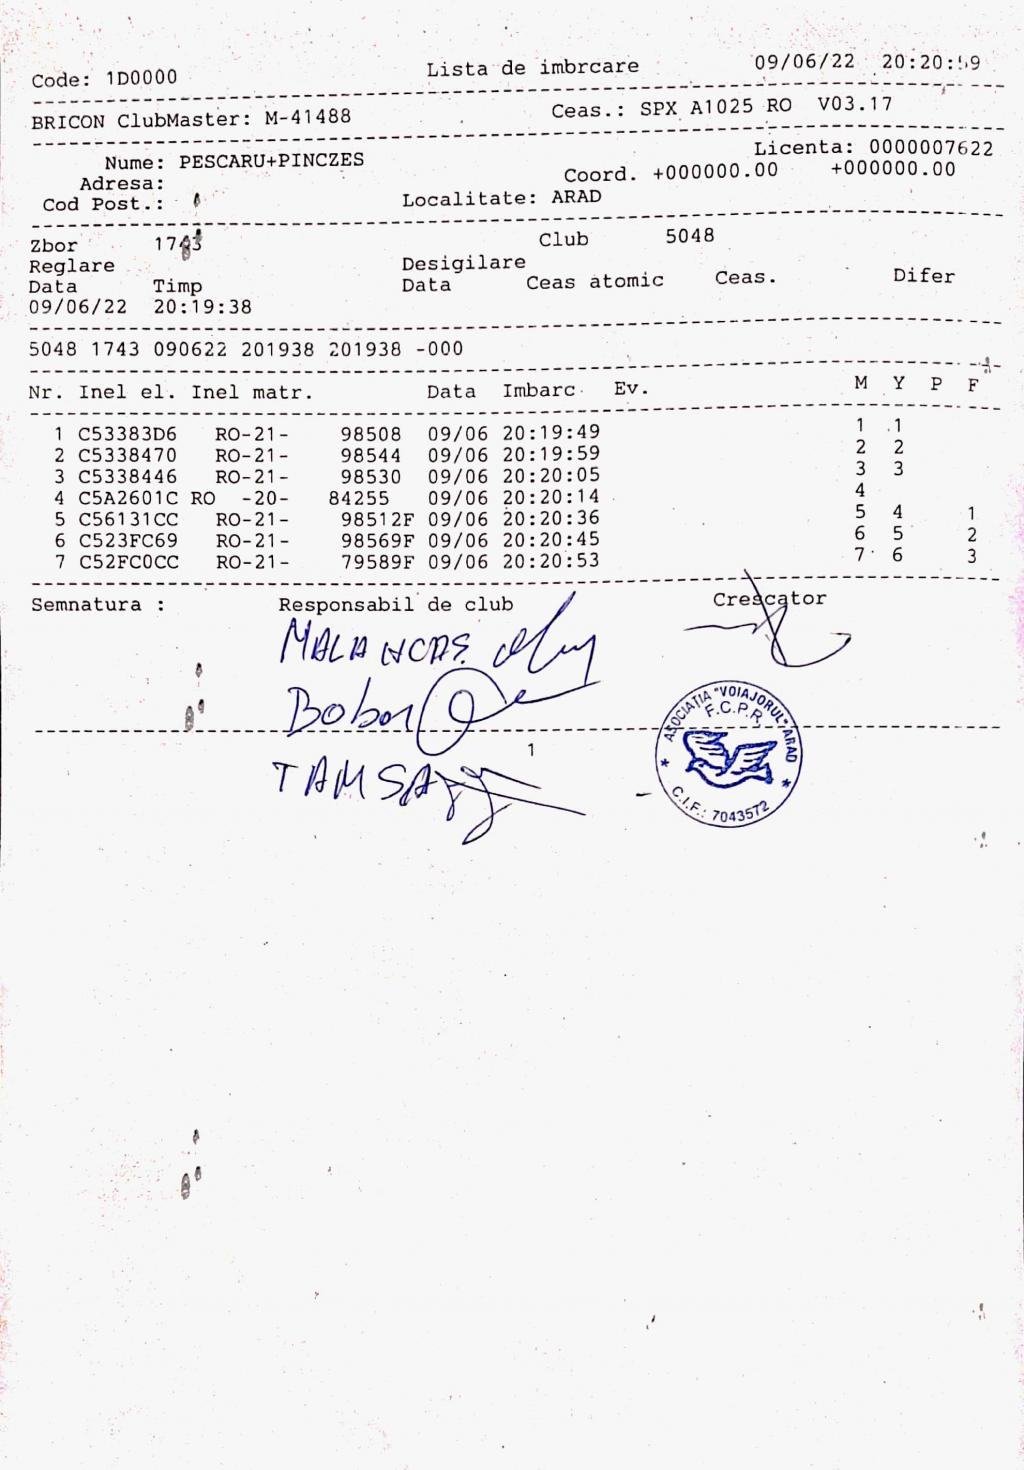 Code: 1D0000 Lista de imbrcare 09/06/22 20:20:59
BRICON ClubMaster: M-41488 Ceas.: SPX A1025 RO V03.17
Nume: PESCARU+PINCZES Licenta: 0000007622
Adresa: Coord. +000000.00 +000000.00
Cod Post.: Localitate: ARAD
Zbor 1743 Club 5048
Reglare Desigilare
Data Timp Data Ceas atomic Ceas. Difer
09/06/22 20:19:38
5048 1743 090622 201938 201938 -000
Nr. Inel el. Inel matr. Data Imbarc Ev. M Y P F
1 C53383D6 RO-21- 98508 09/06 20:19:49 1 1
2 C5338470 RO-21- 98544 09/06 20:19:59 2 2
3 C5338446 RO-21- 98530 09/06 20:20:05 3 3
4 C5A2601C RO -20- 84255 09/06 20:20:14 4
5 C56131CC RO-21- 98512F 09/06 20:20:36 5 4 1
6 C523FC69 RO-21- 98569F 09/06 20:20:45 6 5 2
7 C52FC0CC RO-21- 79589F 09/06 20:20:53 7 6 3
Semnatura : Responsabil de club Crescator
1
ASOCIAȚIA "VOIAJORUL" ARAD
F.C.P.R.
C.I.F.: 7043572